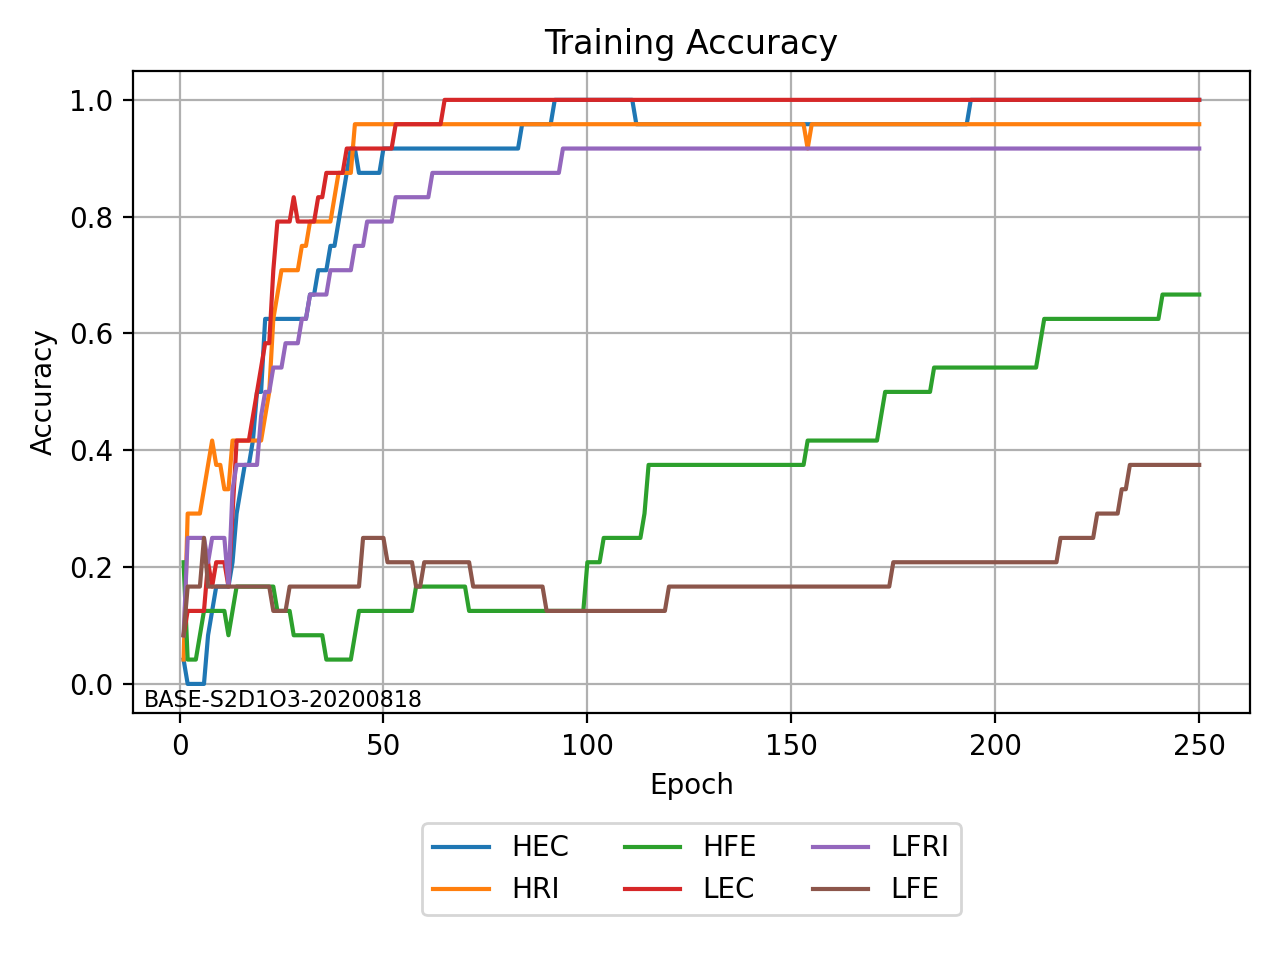 Training Accuracy
1.0
0.8
0.6
0.4
0.2
0.0
Accuracy
BASE-S2D1O3-20200818
0 50 100 150 200 250
Epoch
HEC HFE LFRI
HRI LEC LFE